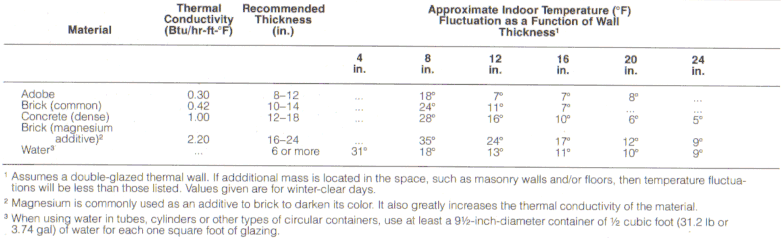 Material Thermal Conductivity (Btu/hr-ft-°F) Recommended Thickness (in.) Approximate Indoor Temperature (°F) Fluctuation as a Function of Wall Thickness¹
4 in. 8 in. 12 in. 16 in. 20 in. 24 in.
Adobe 0.30 8–12 ... 18° 7° 7° 8° ...
Brick (common) 0.42 10–14 ... 24° 11° 7° ... ...
Concrete (dense) 1.00 12–18 ... 28° 16° 10° 6° 5°
Brick (magnesium
additive)² 2.20 16–24 ... 35° 24° 17° 12° 9°
Water³ ... 6 or more 31° 18° 13° 11° 10° 9°
¹ Assumes a double-glazed thermal wall. If addditional mass is located in the space, such as masonry walls and/or floors, then temperature fluctua-
tions will be less than those listed. Values given are for winter-clear days.
² Magnesium is commonly used as an additive to brick to darken its color. It also greatly increases the thermal conductivity of the material.
³ When using water in tubes, cylinders or other types of circular containers, use at least a 9½-inch-diameter container of ½ cubic foot (31.2 lb or
3.74 gal) of water for each one square foot of glazing.